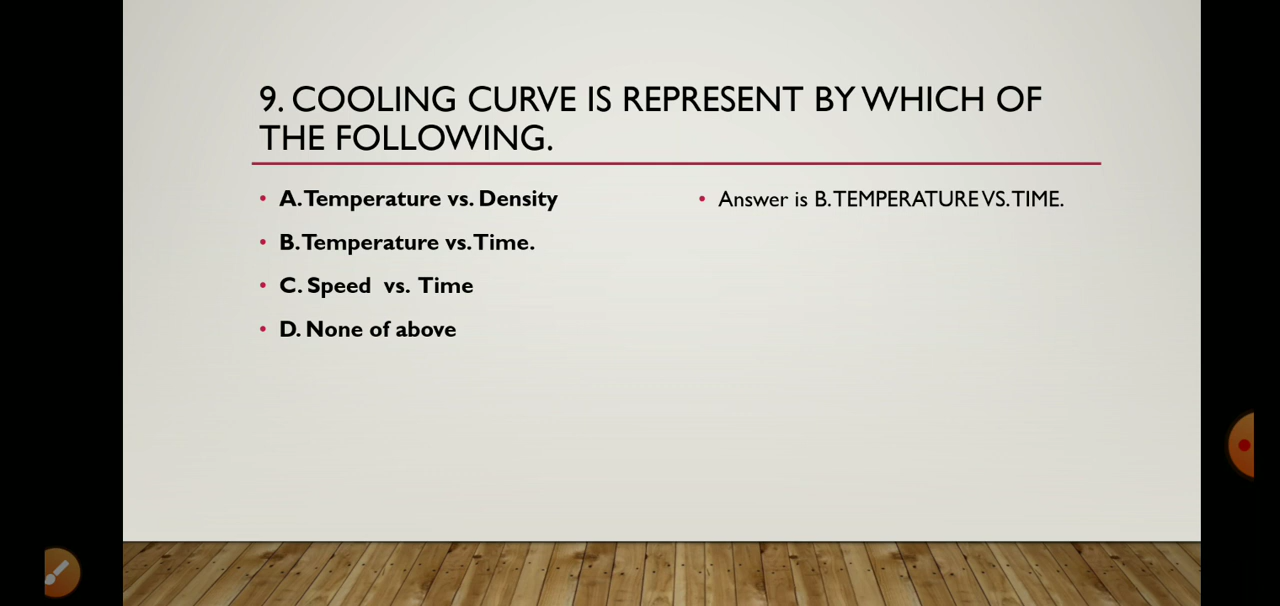 9. COOLING CURVE IS REPRESENT BY WHICH OF
THE FOLLOWING.
• A. Temperature vs. Density
• B. Temperature vs. Time.
• C. Speed vs. Time
• D. None of above
• Answer is B. TEMPERATURE VS. TIME.